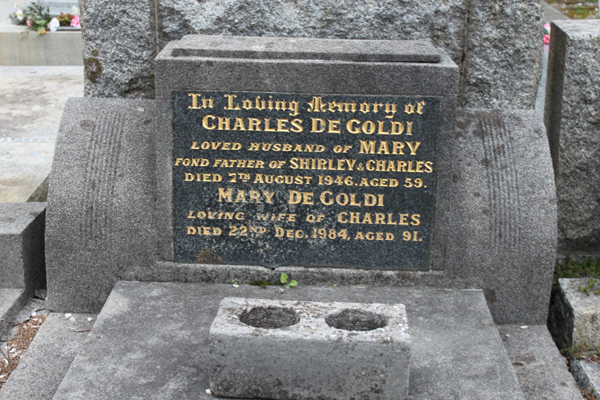 In Loving Memory of
CHARLES DE GOLDI
LOVED HUSBAND OF MARY
FOND FATHER OF SHIRLEY & CHARLES
DIED 7TH AUGUST 1946. AGED 59.
MARY DE GOLDI
LOVING WIFE OF CHARLES
DIED 22ND DEC. 1984, AGED 91.